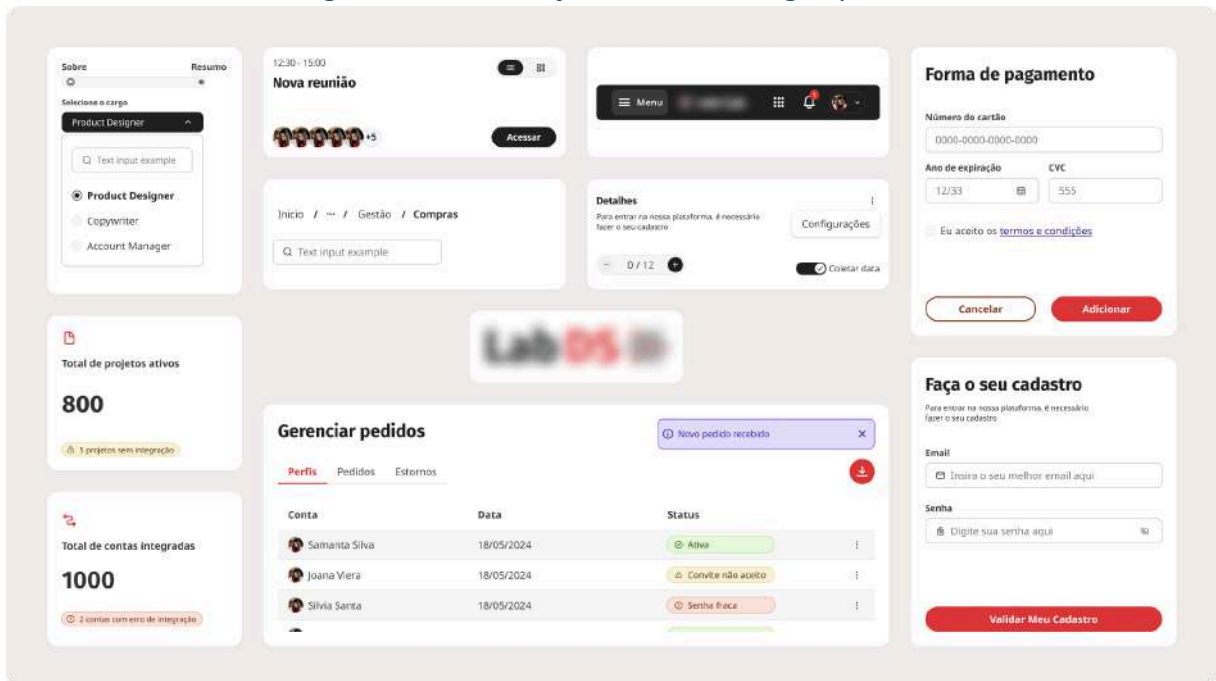 Sobre
Resumo
Selecione o cargo
Product Designer
Text input example
Product Designer
Copywriter
Account Manager
12:30 - 15:00
Nova reunião
+5
Acessar
Menu
1
Início / ... / Gestão / Compras
Text input example
Detalhes
Para entrar na nossa plataforma, é necessário
fazer o seu cadastro
Configurações
0 / 12
Coletar data
Forma de pagamento
Número do cartão
0000-0000-0000-0000
Ano de expiração
CVC
12/33
555
Eu aceito os termos e condições
Cancelar
Adicionar
Total de projetos ativos
800
3 projetos sem integração
Lab DS
Total de contas integradas
1000
2 contas com erro de integração
Gerenciar pedidos
Novo pedido recebido
Perfis Pedidos Estornos
Conta Data Status
Samanta Silva 18/05/2024 Ativa
Joana Viera 18/05/2024 Convite não aceito
Silvia Santa 18/05/2024 Senha fraca
Faça o seu cadastro
Para entrar na nossa plataforma, é necessário
fazer o seu cadastro
Email
Insira o seu melhor email aqui
Senha
Digite sua senha aqui
Validar Meu Cadastro